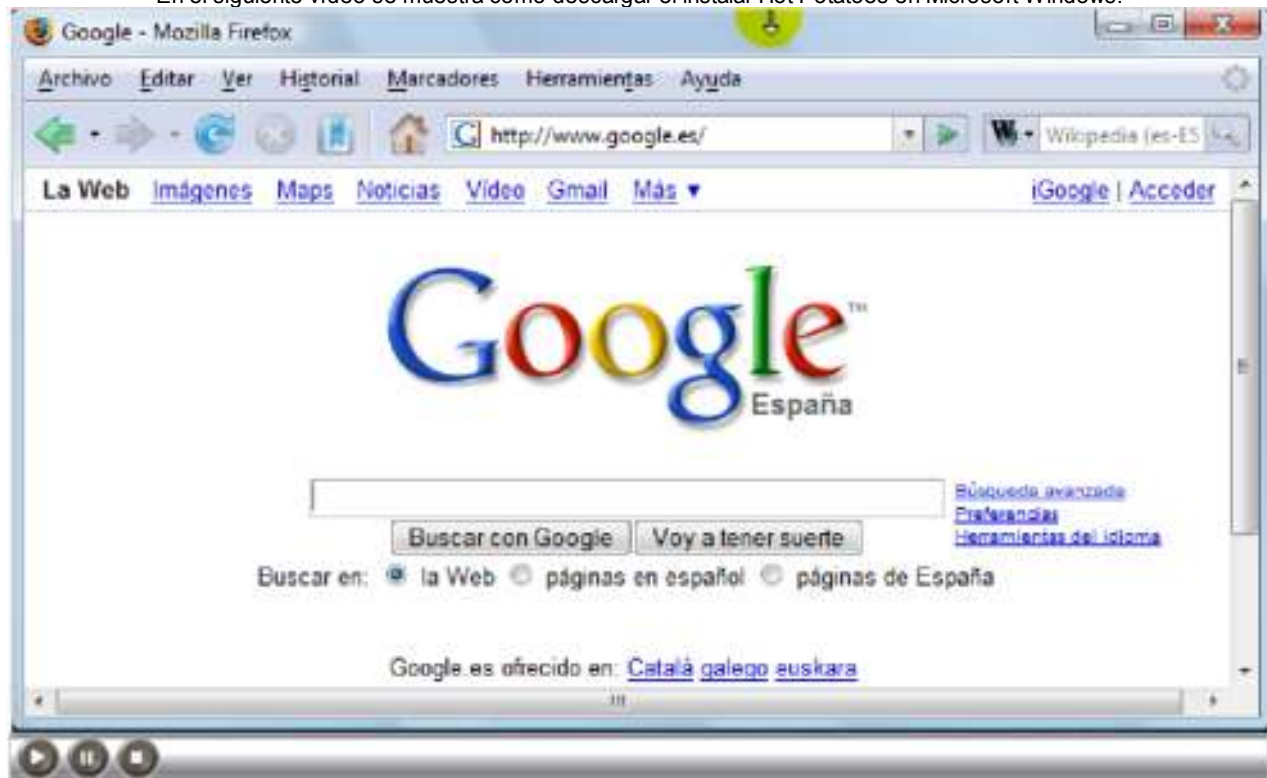 En el siguiente vídeo se muestra cómo descargar el instalar Hot Potatoes en Microsoft Windows.
Google - Mozilla Firefox
Archivo Editar Ver Historial Marcadores Herramientas Ayuda
http://www.google.es/ Wikipedia (es-ES
La Web Imágenes Maps Noticias Vídeo Gmail Más ▼ iGoogle | Acceder
Google™
España
Búsqueda avanzada
Preferencias
Buscar con Google Voy a tener suerte Herramientas del idioma
Buscar en: la Web páginas en español páginas de España
Google es ofrecido en: Català galego euskara